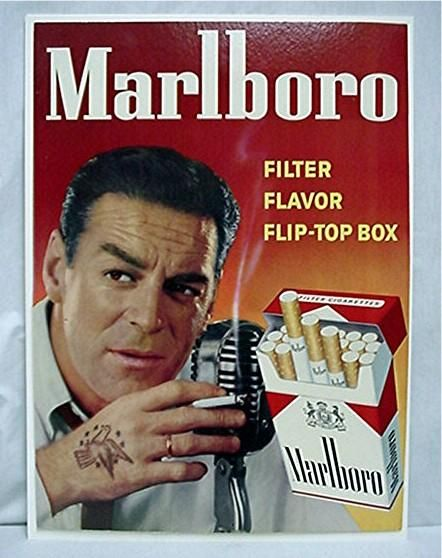 Marlboro
FILTER
FLAVOR
FLIP-TOP BOX
FILTER CIGARETTES
Marlboro